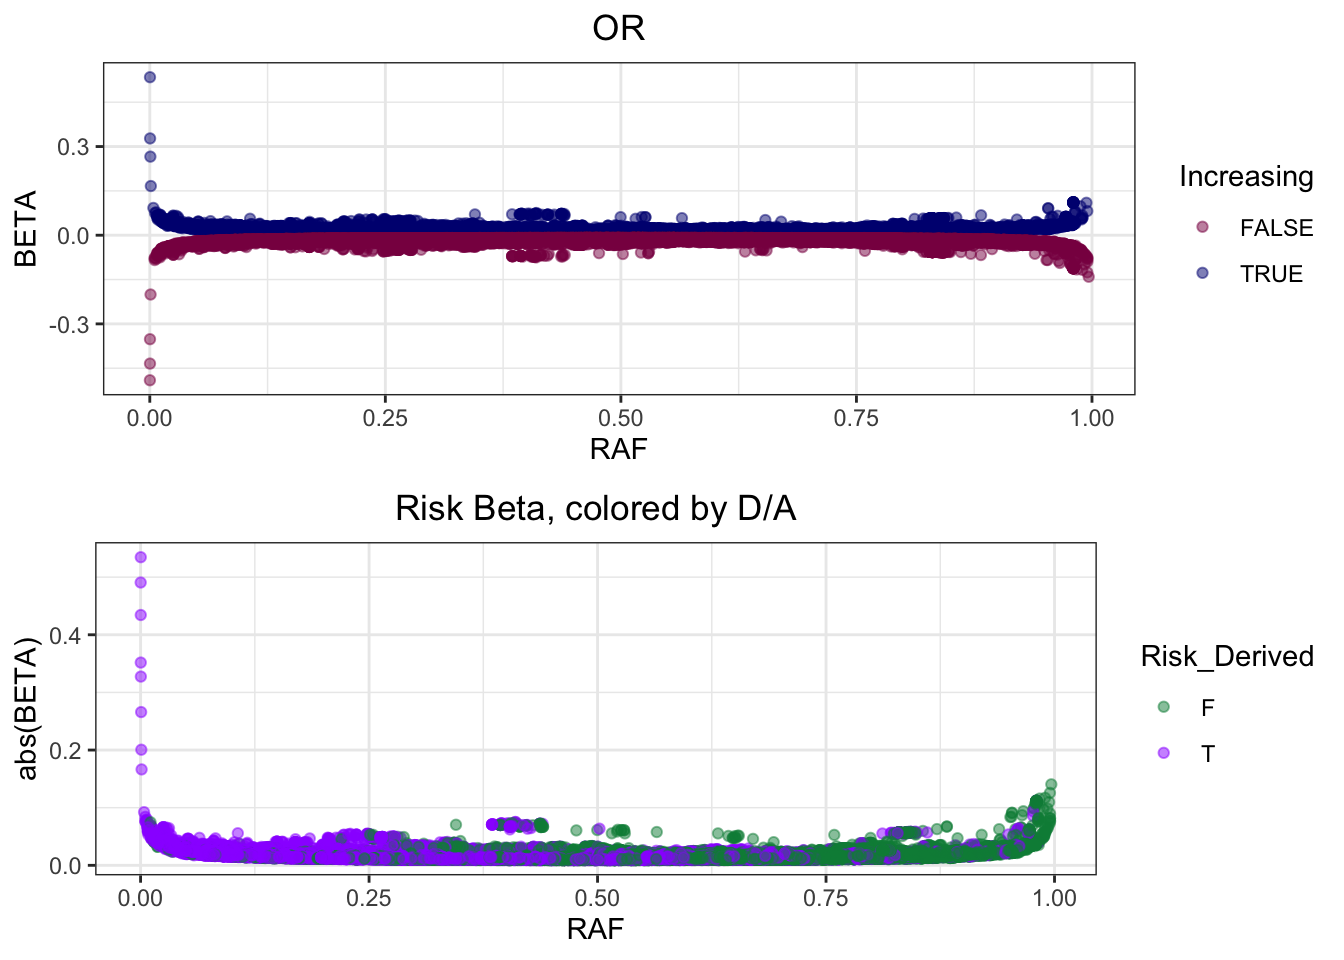 OR
BETA
0.3
0.0
-0.3
0.00 0.25 0.50 0.75 1.00
RAF
Increasing
FALSE
TRUE
Risk Beta, colored by D/A
abs(BETA)
0.4
0.2
0.0
0.00 0.25 0.50 0.75 1.00
RAF
Risk_Derived
F
T